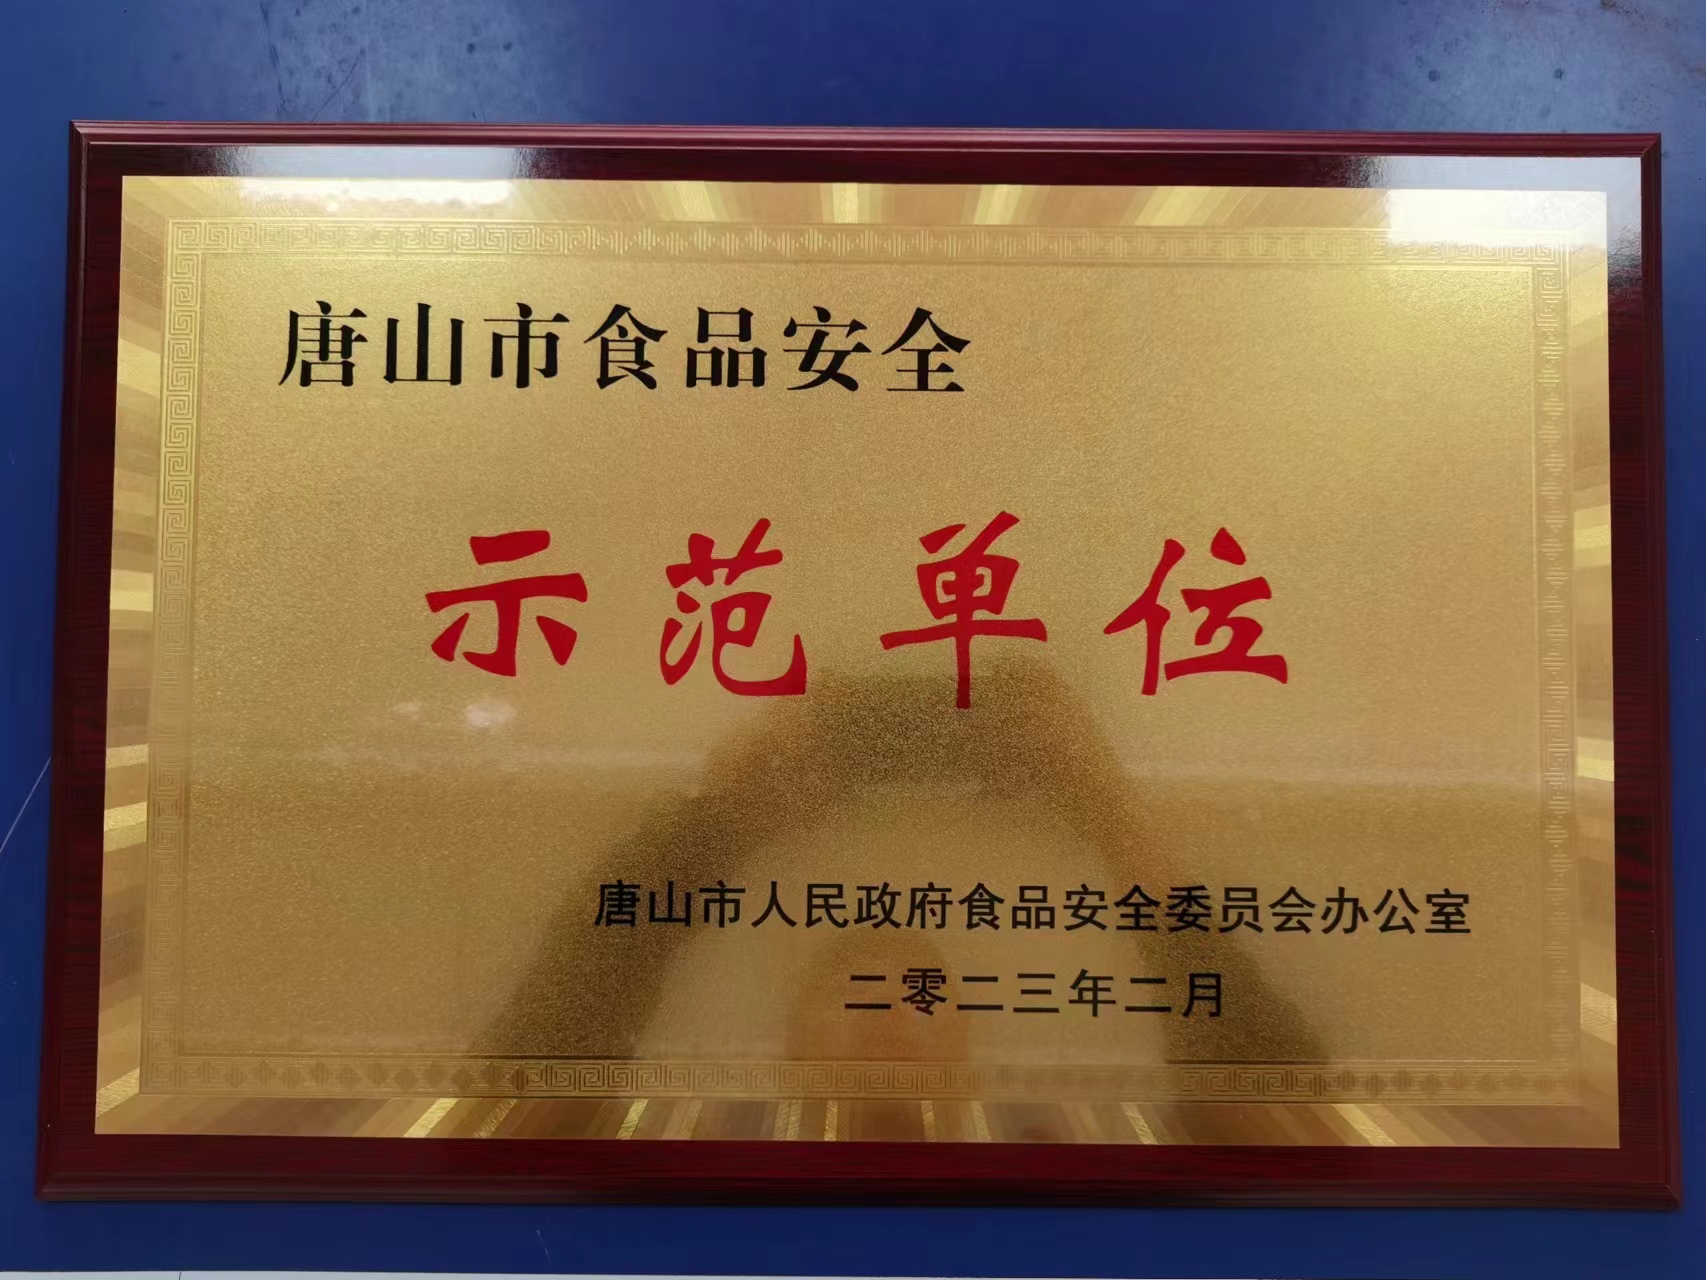 唐山市食品安全
示范单位
唐山市人民政府食品安全委员会办公室
二零二三年二月